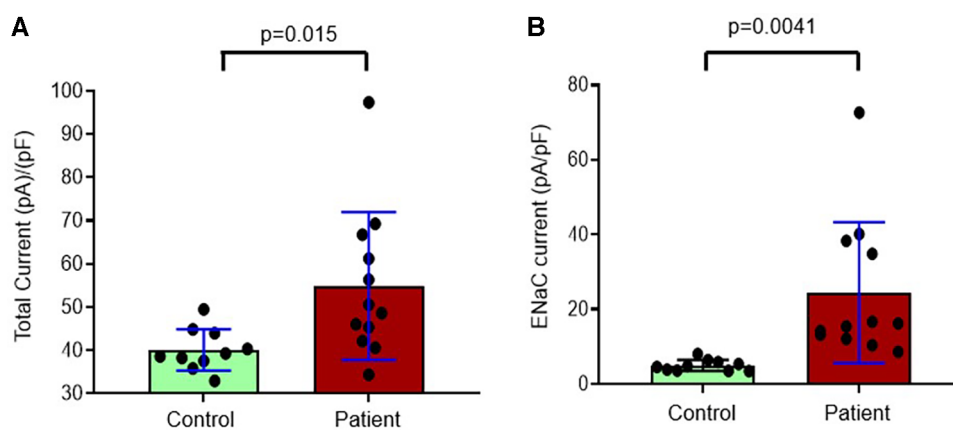 A
p=0.015
Total Current (pA)/(pF)
100
90
80
70
60
50
40
30
Control
Patient
B
p=0.0041
ENaC current (pA/pF)
80
60
40
20
0
Control
Patient